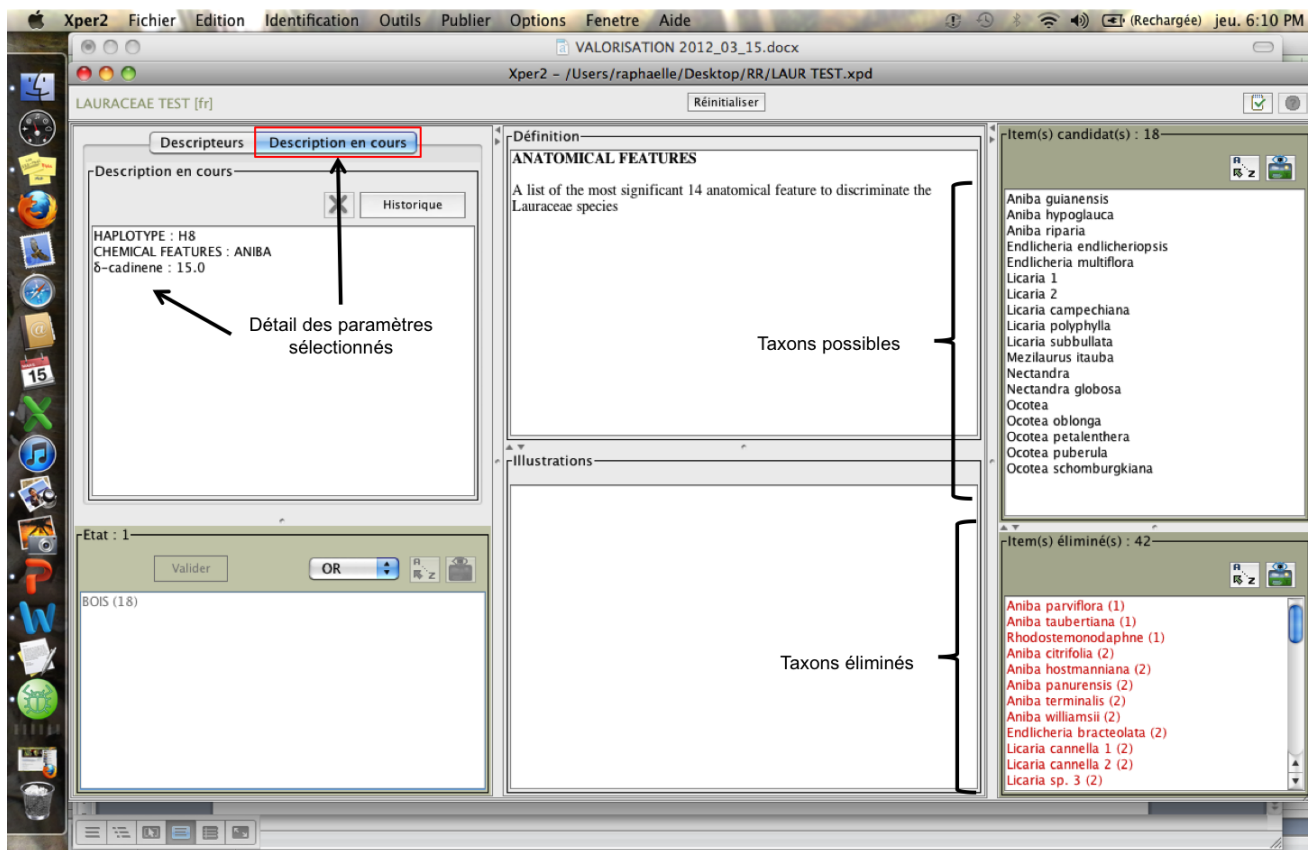 Xper2 Fichier Edition Identification Outils Publier Options Fenetre Aide (Rechargée) jeu. 6:10 PM
VALORISATION 2012_03_15.docx
Xper2 – /Users/raphaelle/Desktop/RR/LAUR TEST.xpd
LAURACEAE TEST [fr]
Réinitialiser
Descripteurs
Description en cours
Description en cours
Historique
HAPLOTYPE : H8
CHEMICAL FEATURES : ANIBA
δ-cadinene : 15.0
Détail des paramètres
sélectionnés
Etat : 1
Valider
OR
A
Z
BOIS (18)
Définition
ANATOMICAL FEATURES
A list of the most significant 14 anatomical feature to discriminate the
Lauraceae species
Taxons possibles
Illustrations
Taxons éliminés
Item(s) candidat(s) : 18
A
Z
Aniba guianensis
Aniba hypoglauca
Aniba riparia
Endlicheria endlicheriopsis
Endlicheria multiflora
Licaria 1
Licaria 2
Licaria campechiana
Licaria polyphylla
Licaria subbullata
Mezilaurus itauba
Nectandra
Nectandra globosa
Ocotea
Ocotea oblonga
Ocotea petalenthera
Ocotea puberula
Ocotea schomburgkiana
Item(s) éliminé(s) : 42
A
Z
Aniba parviflora (1)
Aniba taubertiana (1)
Rhodostemonodaphne (1)
Aniba citrifolia (2)
Aniba hostmanniana (2)
Aniba panurensis (2)
Aniba terminalis (2)
Aniba williamsii (2)
Endlicheria bracteolata (2)
Licaria cannella 1 (2)
Licaria cannella 2 (2)
Licaria sp. 3 (2)
15